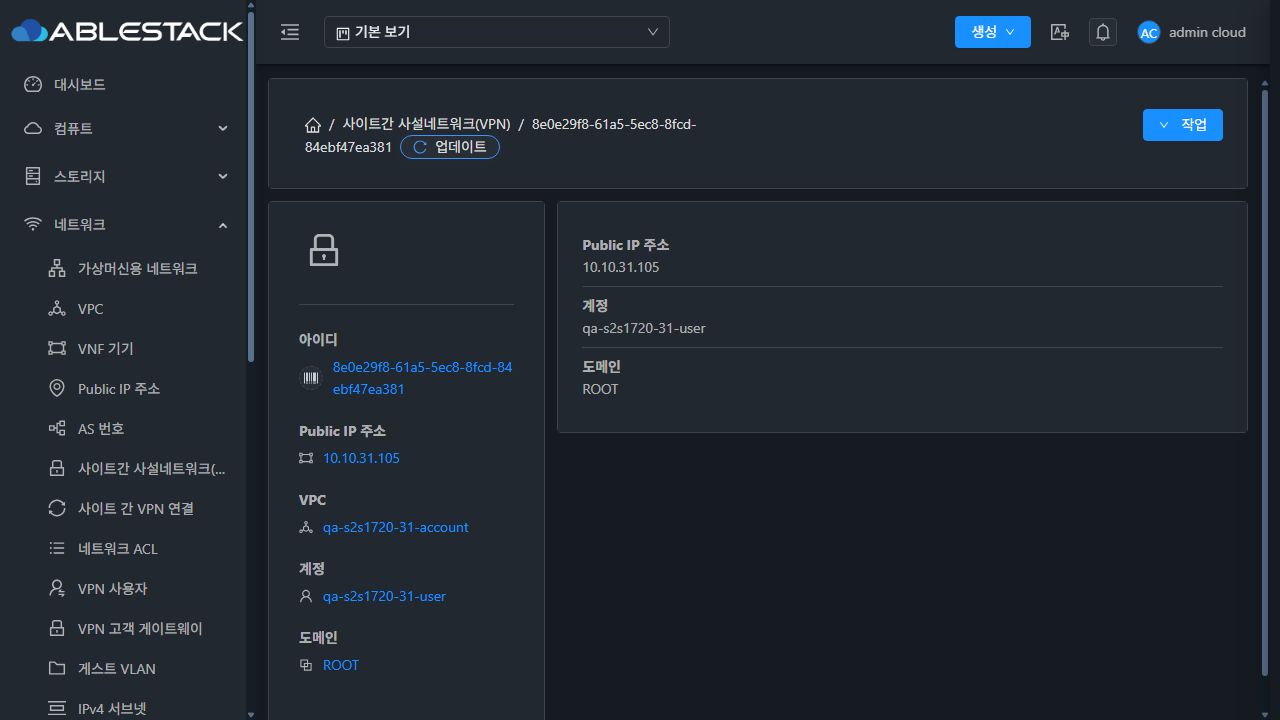 ABLESTACK
기본 보기
생성
AC admin cloud
대시보드
컴퓨트
스토리지
네트워크
가상머신용 네트워크
VPC
VNF 기기
Public IP 주소
AS 번호
사이트간 사설네트워크(...
사이트 간 VPN 연결
네트워크 ACL
VPN 사용자
VPN 고객 게이트웨이
게스트 VLAN
IPv4 서브넷
/ 사이트간 사설네트워크(VPN) / 8e0e29f8-61a5-5ec8-8fcd-
84ebf47ea381 업데이트
작업
아이디
8e0e29f8-61a5-5ec8-8fcd-84
ebf47ea381
Public IP 주소
10.10.31.105
VPC
qa-s2s1720-31-account
계정
qa-s2s1720-31-user
도메인
ROOT
Public IP 주소
10.10.31.105
계정
qa-s2s1720-31-user
도메인
ROOT